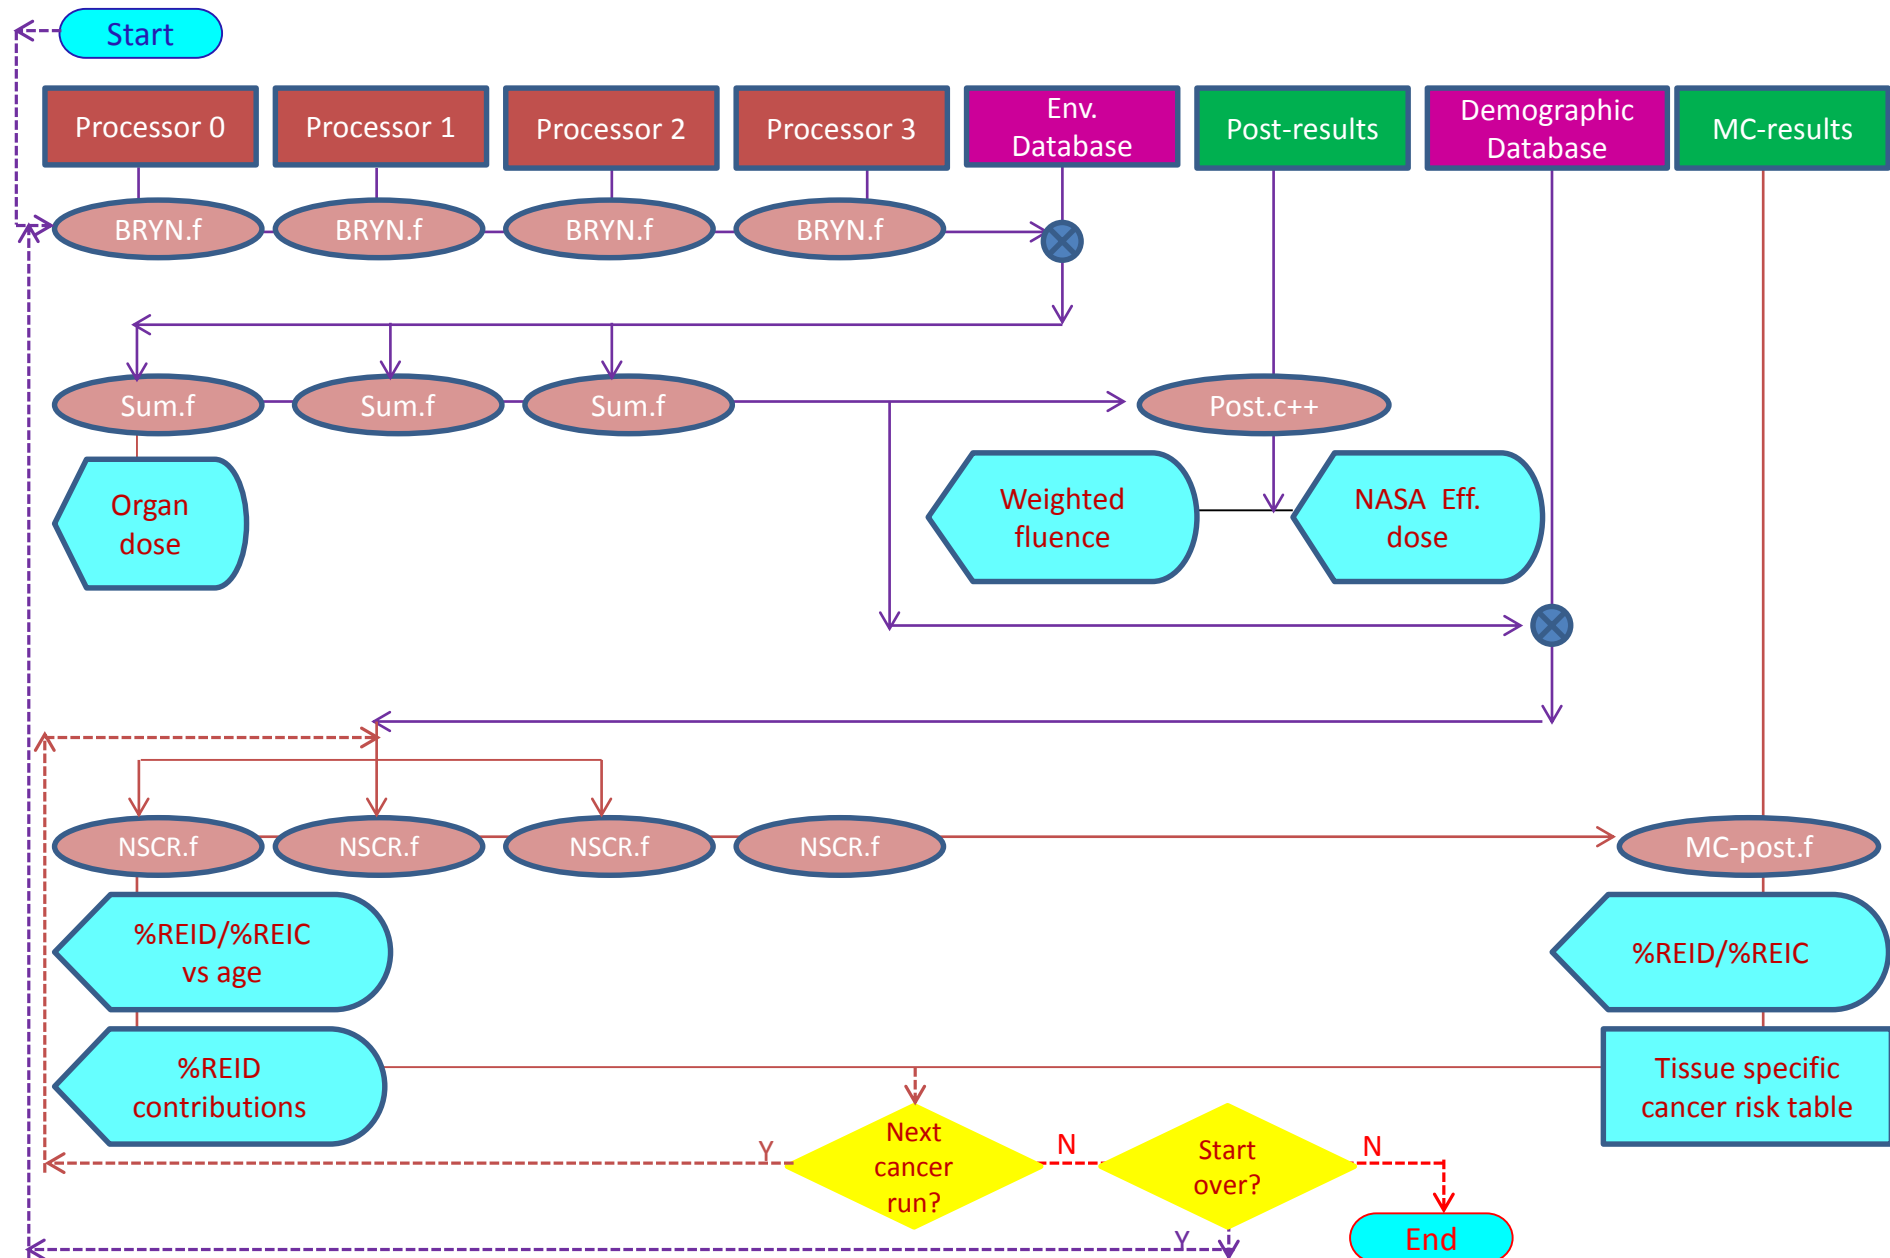 Start
Processor 0
Processor 1
Processor 2
Processor 3
Env.
Database
Post-results
Demographic
Database
MC-results
BRYN.f
BRYN.f
BRYN.f
BRYN.f
Sum.f
Sum.f
Sum.f
Post.c++
Organ
dose
Weighted
fluence
NASA Eff.
dose
NSCR.f
NSCR.f
NSCR.f
NSCR.f
MC-post.f
%REID/%REIC
vs age
%REID/%REIC
%REID
contributions
Tissue specific
cancer risk table
Y
Next
cancer
run?
N
Start
over?
N
Y
End